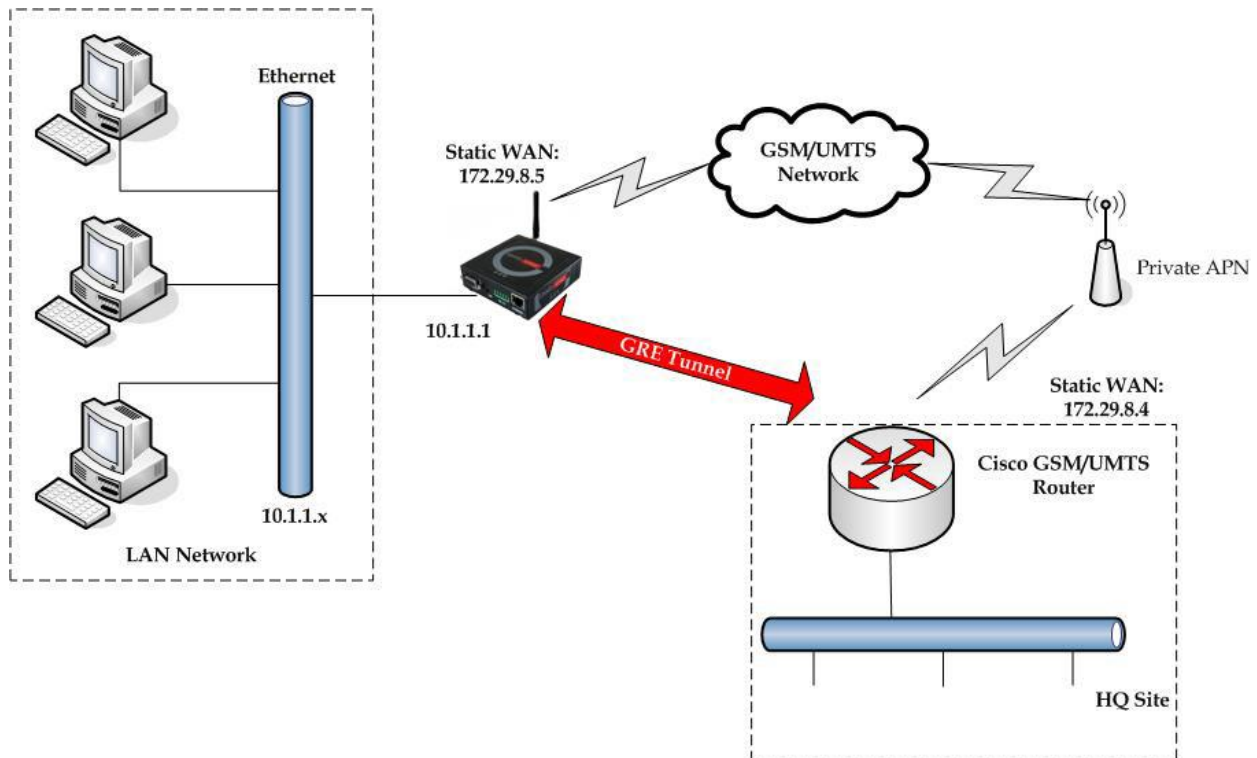 Ethernet
Static WAN:
172.29.8.5
GSM/UMTS
Network
Private APN
10.1.1.1
GRE Tunnel
Static WAN:
172.29.8.4
Cisco GSM/UMTS
Router
10.1.1.x
LAN Network
HQ Site